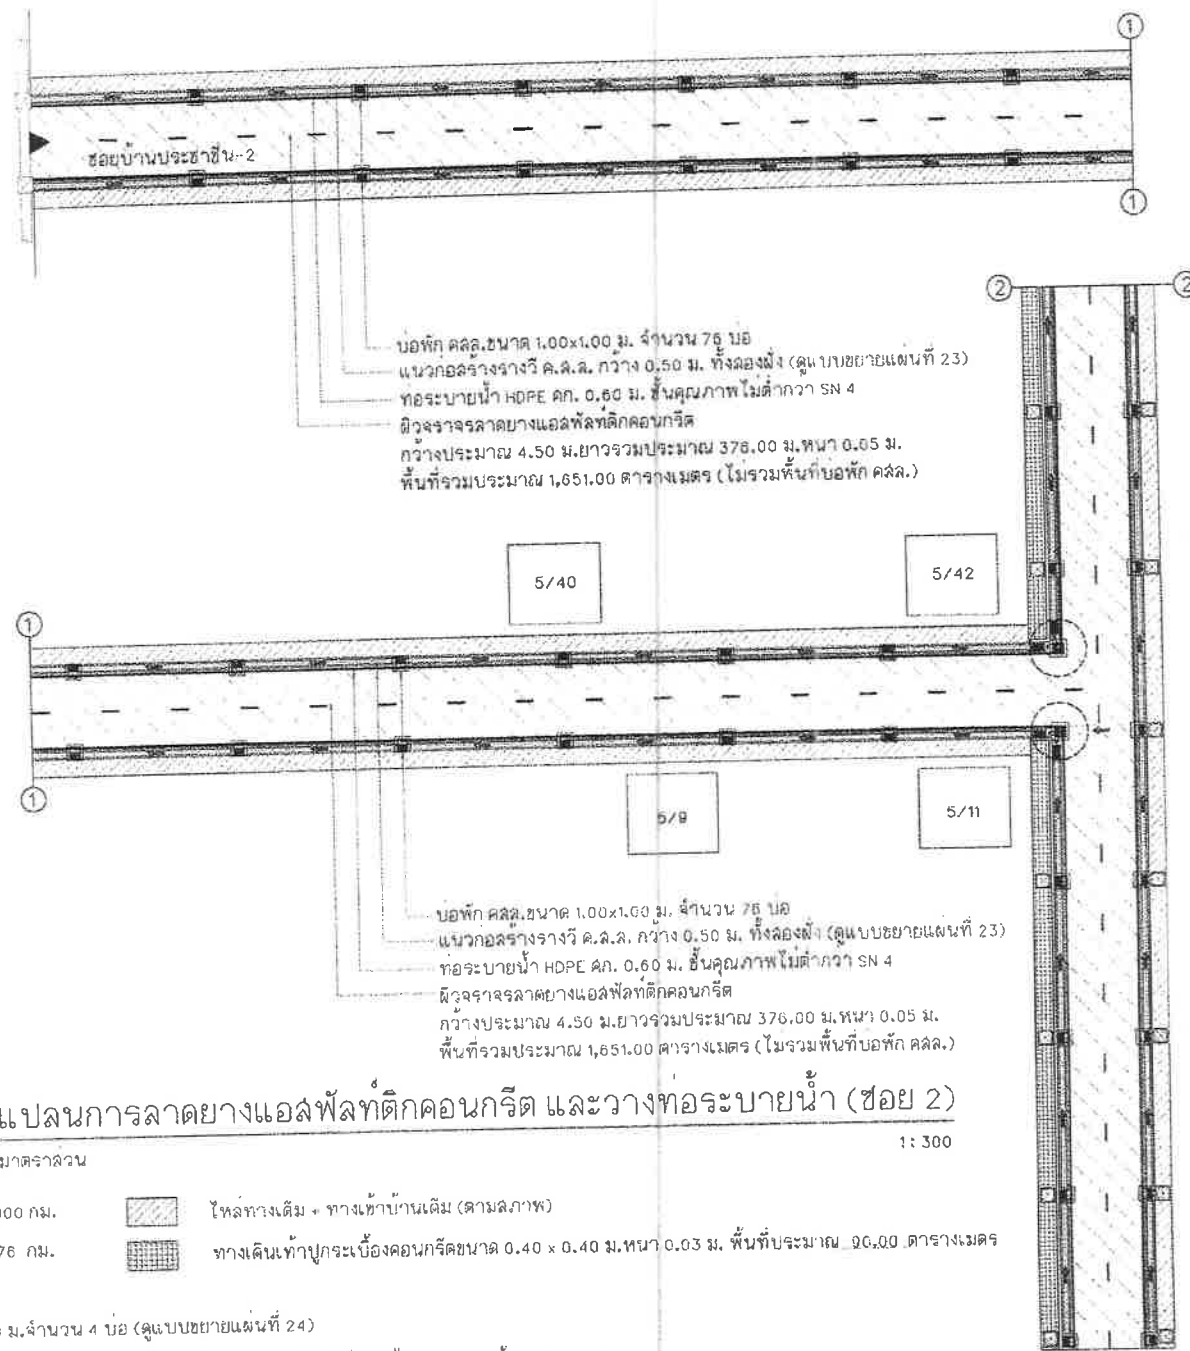 1
ซอยบ้านประชาชื่น-2
1
2
2
บ่อพัก คสล.ขนาด 1.00x1.00 ม. จำนวน 76 บ่อ
แนวก่อสร้างรางวี ค.ส.ล. กว้าง 0.50 ม. ทั้งสองฝั่ง (ดูแบบขยายแผ่นที่ 23)
ท่อระบายน้ำ HDPE ศก. 0.60 ม. ชั้นคุณภาพไม่ต่ำกว่า SN 4
ผิวจราจรลาดยางแอสฟัลท์ติกคอนกรีต
กว้างประมาณ 4.50 ม.ยาวรวมประมาณ 376.00 ม.หนา 0.05 ม.
พื้นที่รวมประมาณ 1,651.00 ตารางเมตร (ไม่รวมพื้นที่บ่อพัก คสล.)
5/40
5/42
1
1
5/9
5/11
บ่อพัก คสล.ขนาด 1.00x1.00 ม. จำนวน 76 บ่อ
แนวก่อสร้างรางวี ค.ส.ล. กว้าง 0.50 ม. ทั้งสองฝั่ง (ดูแบบขยายแผ่นที่ 23)
ท่อระบายน้ำ HDPE ศก. 0.60 ม. ชั้นคุณภาพไม่ต่ำกว่า SN 4
ผิวจราจรลาดยางแอสฟัลท์ติกคอนกรีต
กว้างประมาณ 4.50 ม.ยาวรวมประมาณ 376.00 ม.หนา 0.05 ม.
พื้นที่รวมประมาณ 1,651.00 ตารางเมตร (ไม่รวมพื้นที่บ่อพัก คสล.)
แปลนการลาดยางแอสฟัลท์ติกคอนกรีต และวางท่อระบายน้ำ (ซอย 2)
มาตราส่วน 1:300
000 กม. ไหล่ทางเดิม + ทางเข้าบ้านเดิม (ตามสภาพ)
76 กม. ทางเดินเท้าปูกระเบื้องคอนกรีตขนาด 0.40 x 0.40 ม.หนา 0.03 ม. พื้นที่ประมาณ ตารางเมตร
ม.จำนวน 4 บ่อ (ดูแบบขยายแผ่นที่ 24)